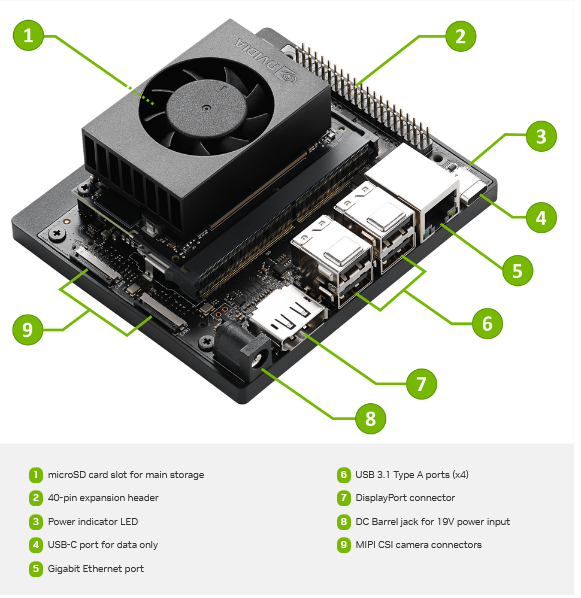 1
2
NVIDIA
3
4
5
9
6
7
8
1 microSD card slot for main storage
2 40-pin expansion header
3 Power indicator LED
4 USB-C port for data only
5 Gigabit Ethernet port
6 USB 3.1 Type A ports (x4)
7 DisplayPort connector
8 DC Barrel jack for 19V power input
9 MIPI CSI camera connectors